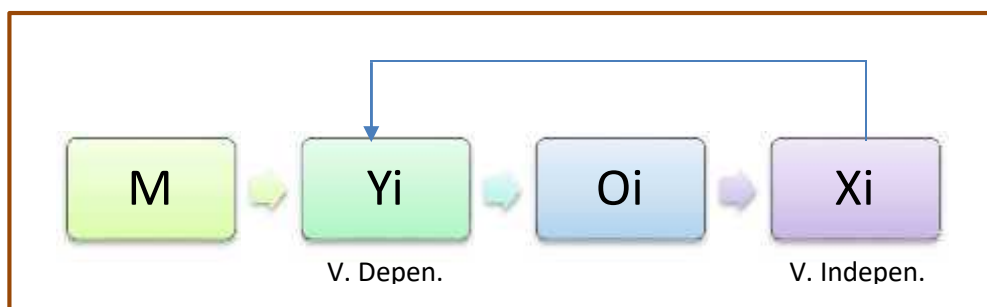 M Yi Oi Xi
V. Depen. V. Indepen.